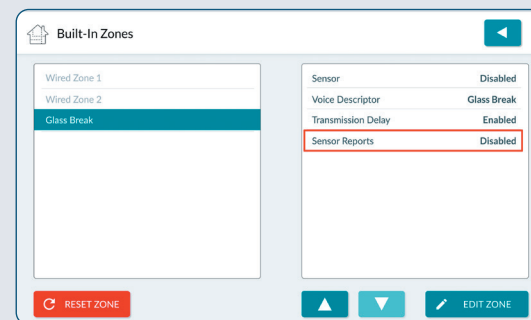 Built-In Zones
Wired Zone 1
Wired Zone 2
Glass Break
Sensor Disabled
Voice Descriptor Glass Break
Transmission Delay Enabled
Sensor Reports Disabled
RESET ZONE
EDIT ZONE